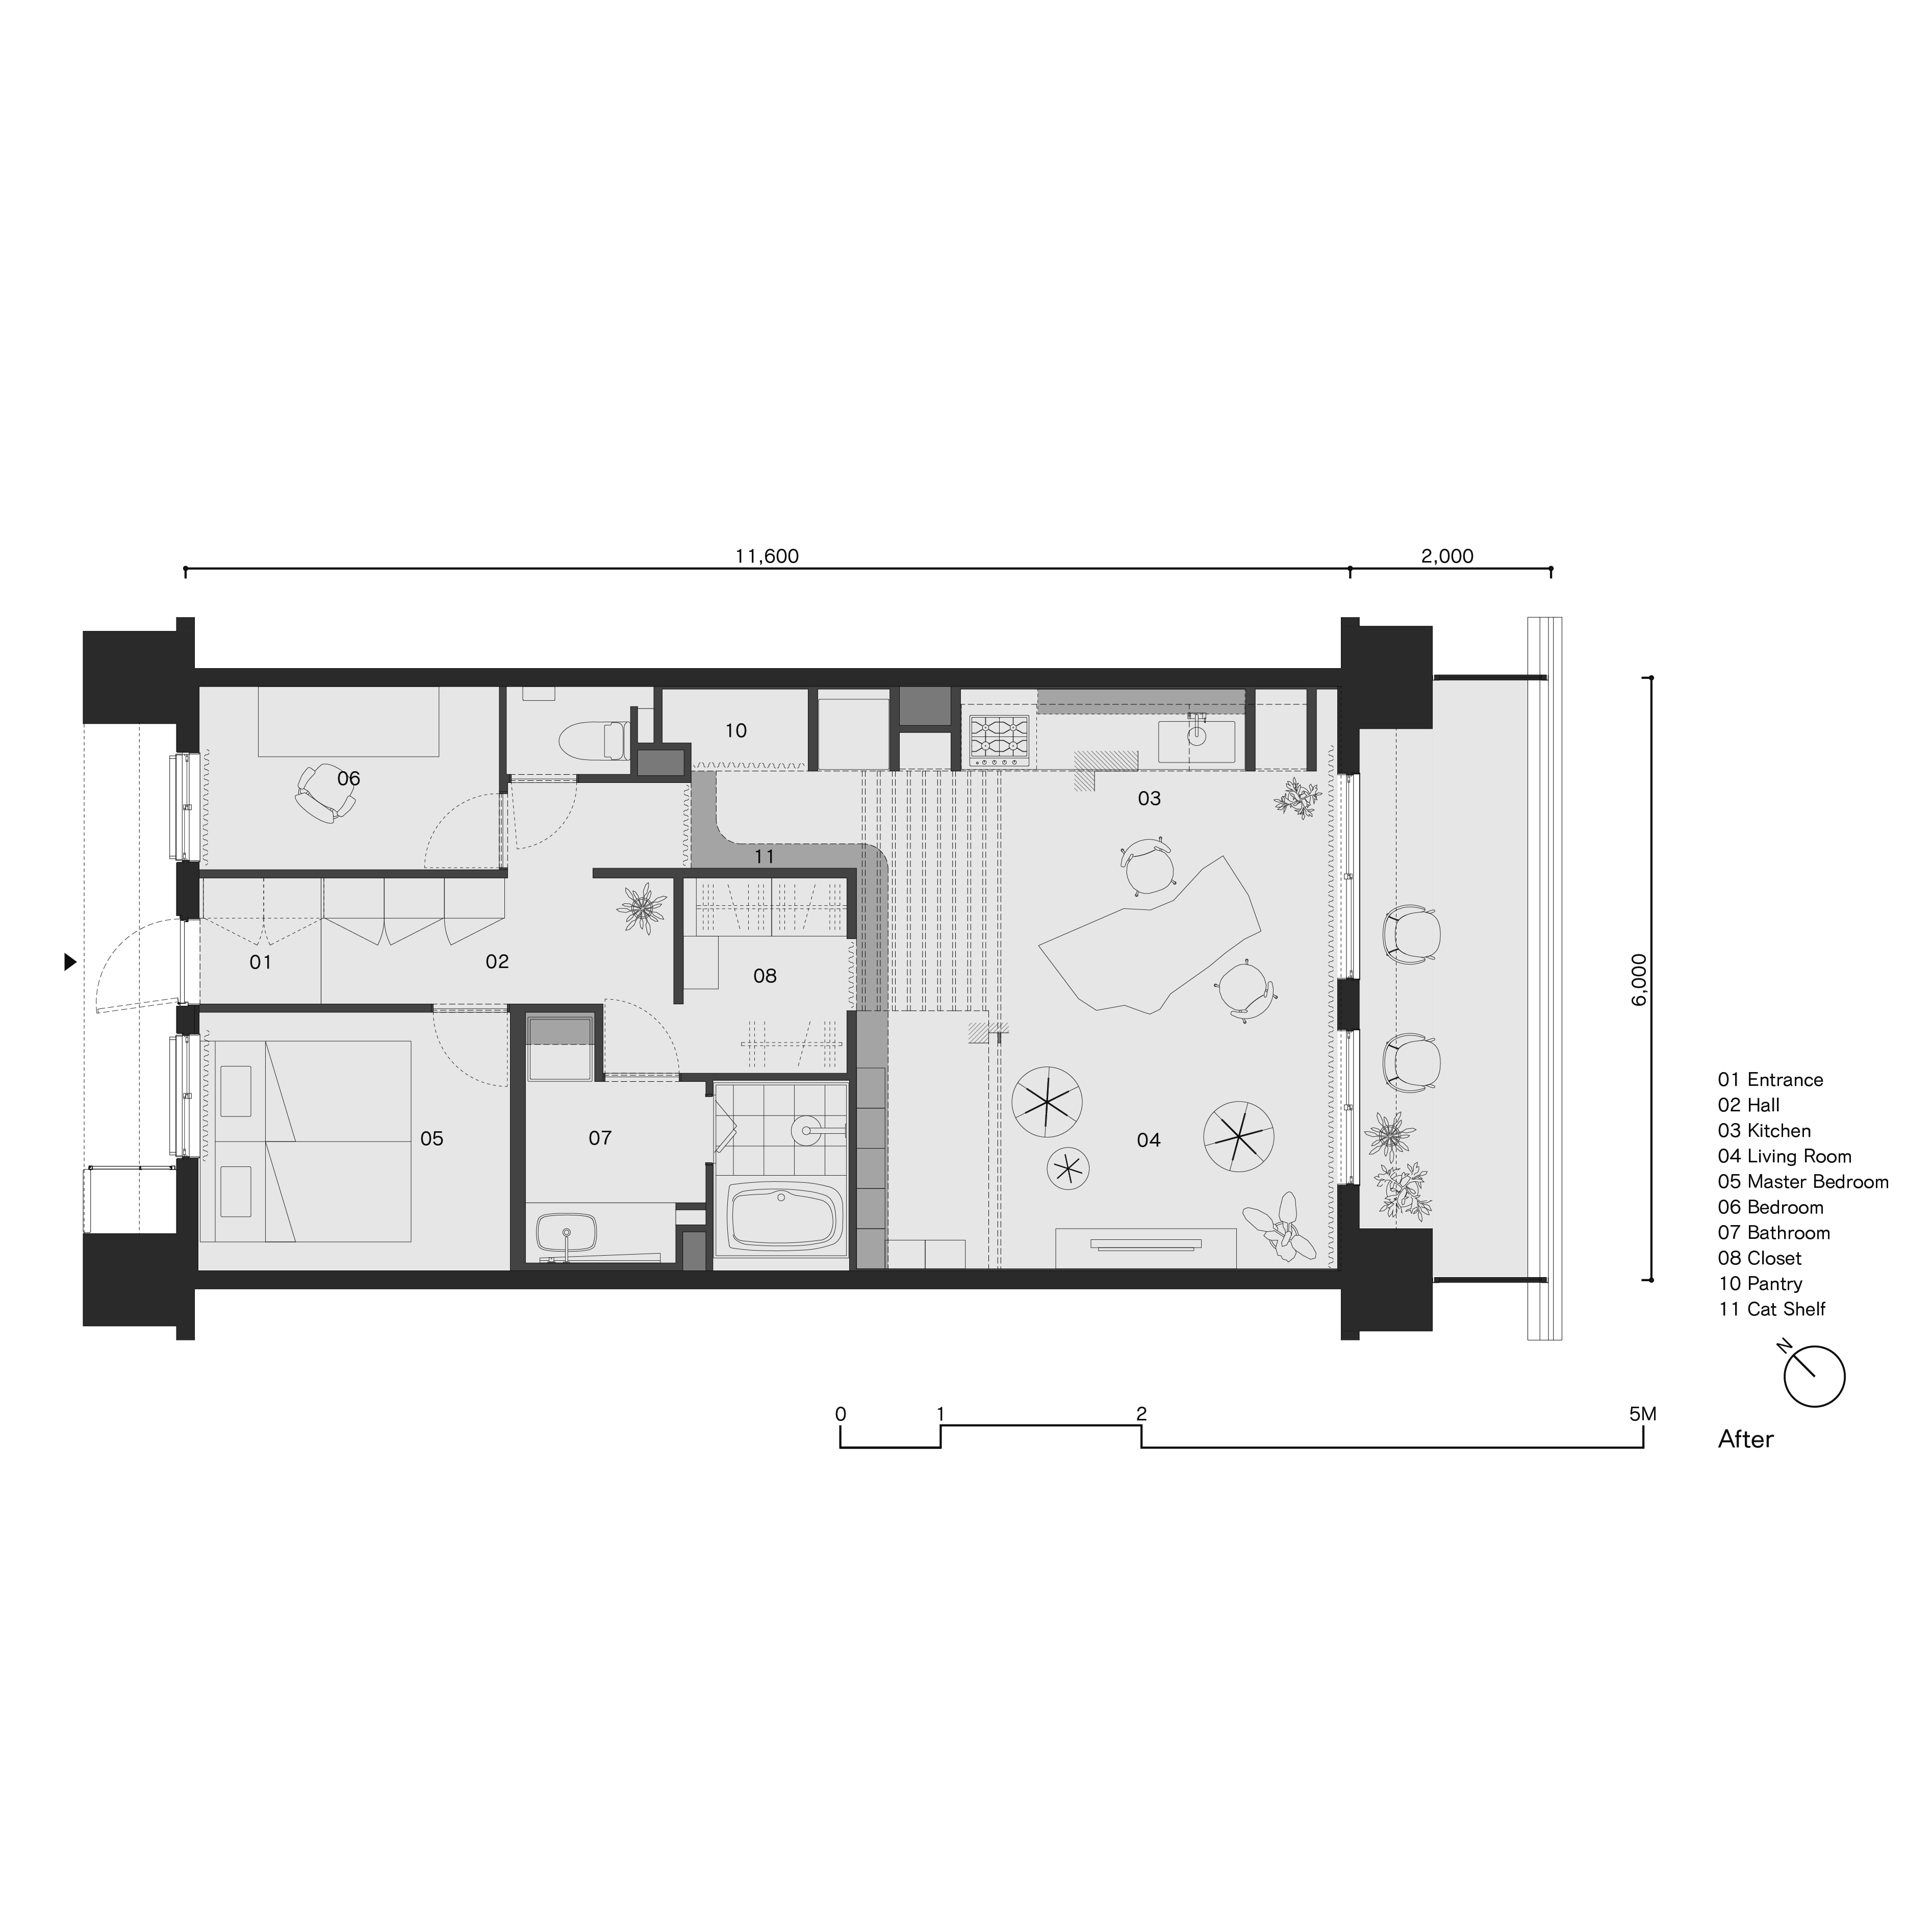 11,600
2,000
10
06
03
11
01
02
08
6,000
05
07
04
01 Entrance
02 Hall
03 Kitchen
04 Living Room
05 Master Bedroom
06 Bedroom
07 Bathroom
08 Closet
10 Pantry
11 Cat Shelf
N
0 1 2 5M
After